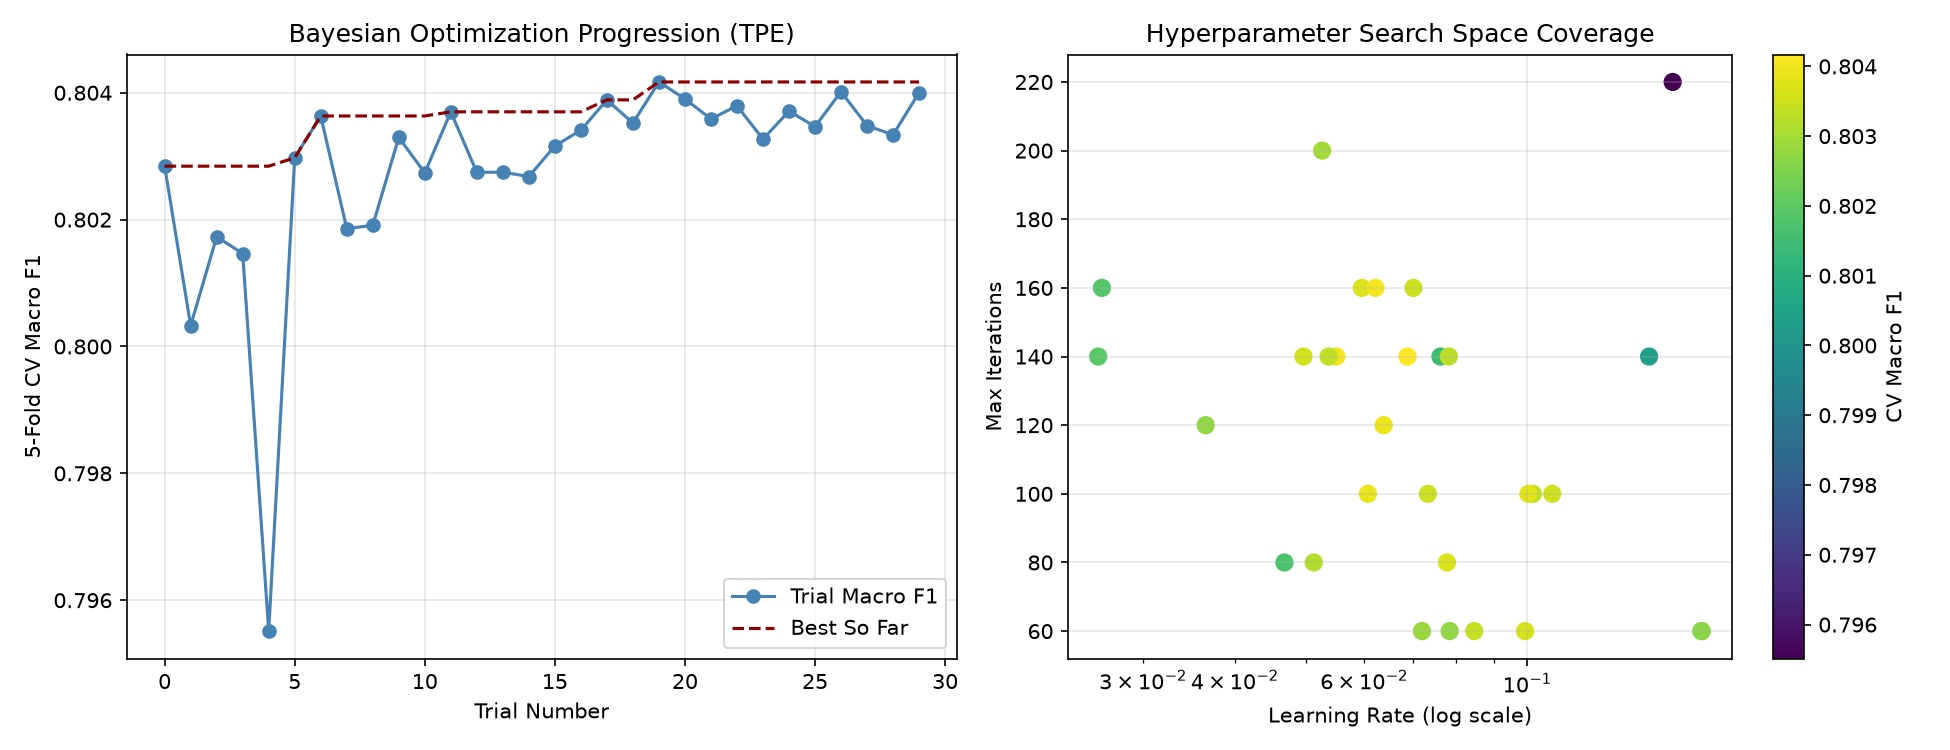 Bayesian Optimization Progression (TPE)
0.804
0.802
0.800
0.798
0.796
5-Fold CV Macro F1
0 5 10 15 20 25 30
Trial Number
Trial Macro F1
Best So Far
Hyperparameter Search Space Coverage
220
200
180
160
140
120
100
80
60
Max Iterations
3 × 10⁻² 4 × 10⁻² 6 × 10⁻² 10⁻¹
Learning Rate (log scale)
0.804
0.803
0.802
0.801
0.800
0.799
0.798
0.797
0.796
CV Macro F1